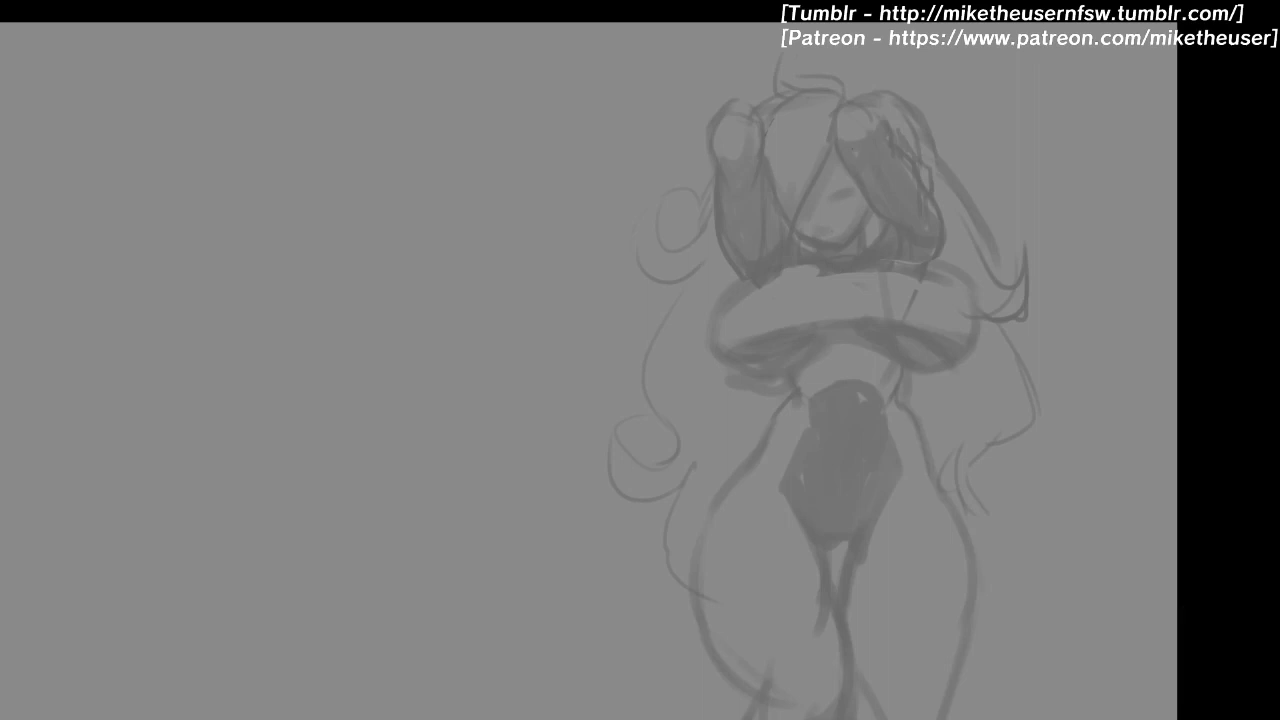 [Tumblr - http://miketheusernfsw.tumblr.com/]
[Patreon - https://www.patreon.com/miketheuser]